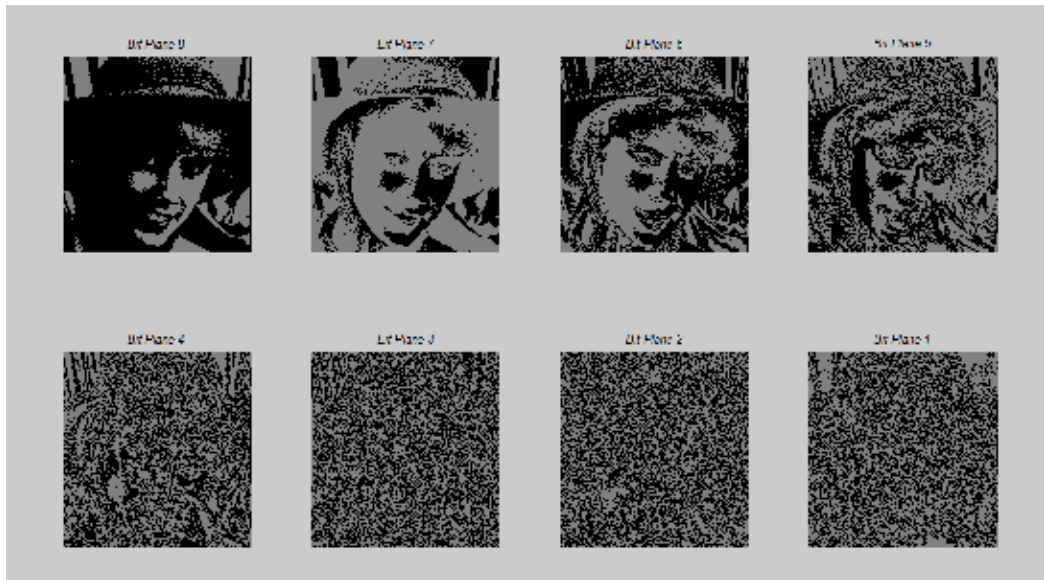 Bit Plane 8
Bit Plane 7
Bit Plane 6
Bit Plane 5
Bit Plane 4
Bit Plane 3
Bit Plane 2
Bit Plane 1